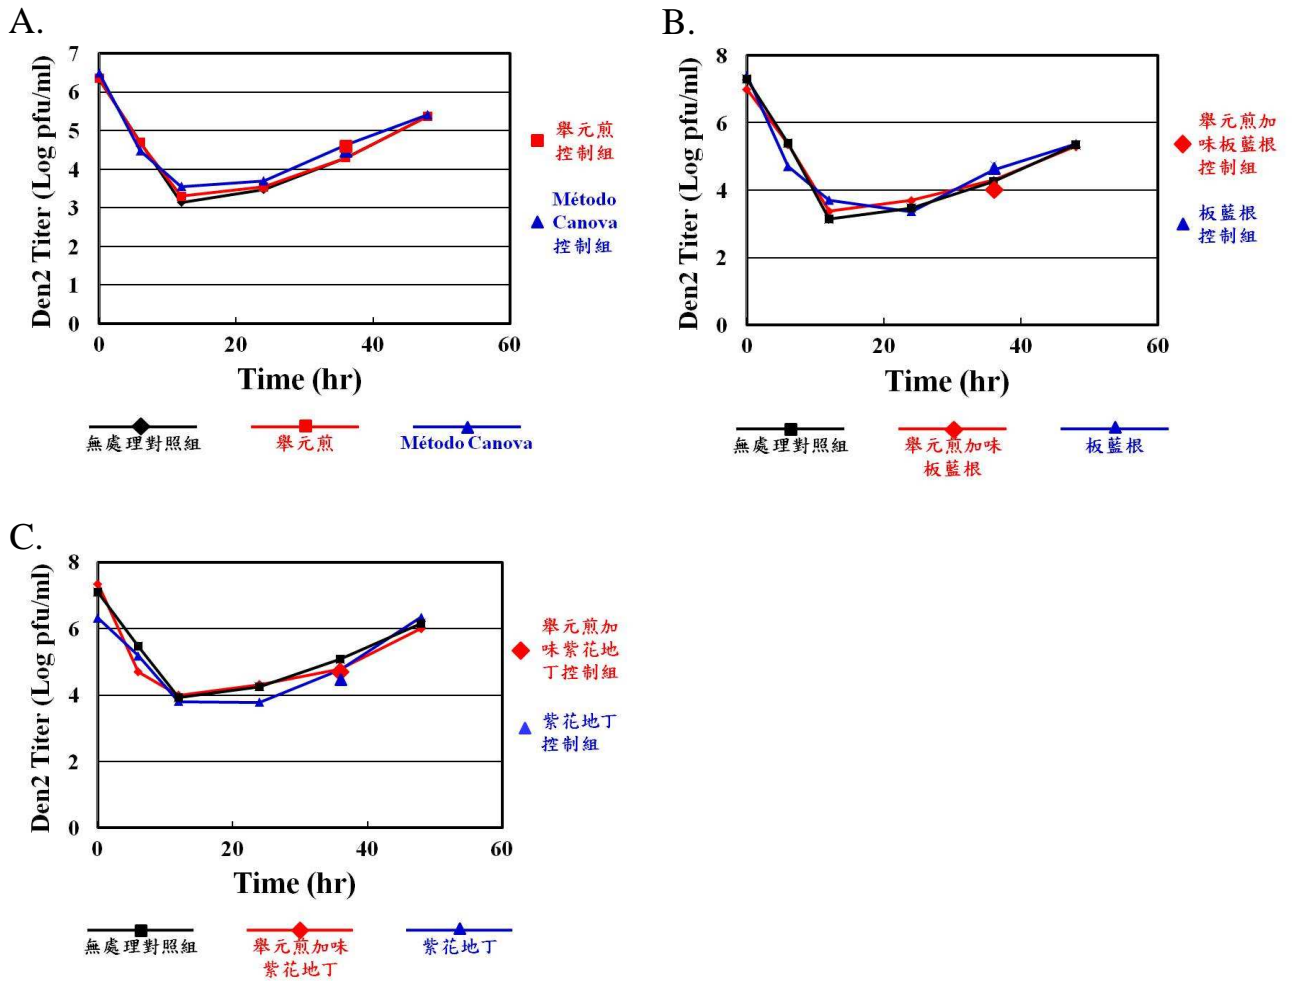 A.
Den2 Titer (Log pfu/ml)
7
6
5
4
3
2
1
0
0
20
40
60
Time (hr)
舉元煎
控制組
Método
Canova
控制組
無處理對照組
舉元煎
Método Canova
B.
Den2 Titer (Log pfu/ml)
8
6
4
2
0
0
20
40
60
Time (hr)
舉元煎加
味板藍根
控制組
板藍根
控制組
無處理對照組
舉元煎加味
板藍根
板藍根
C.
Den2 Titer (Log pfu/ml)
8
6
4
2
0
0
20
40
60
Time (hr)
舉元煎加
味紫花地
丁控制組
紫花地丁
控制組
無處理對照組
舉元煎加味
紫花地丁
紫花地丁